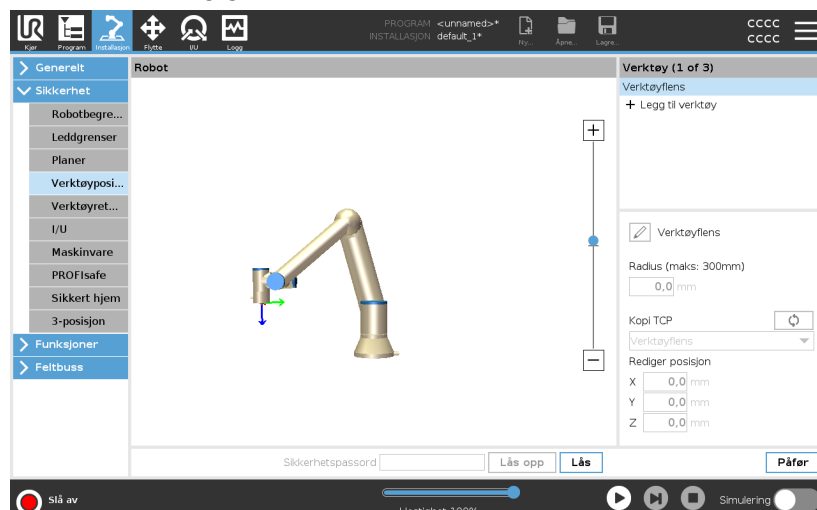 UR
PROGRAM <unnamed>*
INSTALLASJON default_1*
CCCC
CCCC
Kjør Program Installasjon Flytte I/U Logg Ny... Åpne... Lagre...
Generelt
Sikkerhet
Robotbegre...
Leddgrenser
Planer
Verktøyposi...
Verktøyret...
I/U
Maskinvare
PROFIsafe
Sikkert hjem
3-posisjon
Funksjoner
Feltbuss
Robot
+
−
Sikkerhetspassord Lås opp Lås
Verktøy (1 of 3)
Verktøyflens
+ Legg til verktøy
Verktøyflens
Radius (maks: 300mm)
0,0 mm
Kopi TCP
Verktøyflens
Rediger posisjon
X 0,0 mm
Y 0,0 mm
Z 0,0 mm
Påfør
Slå av
Hastighet 100%
Simulering